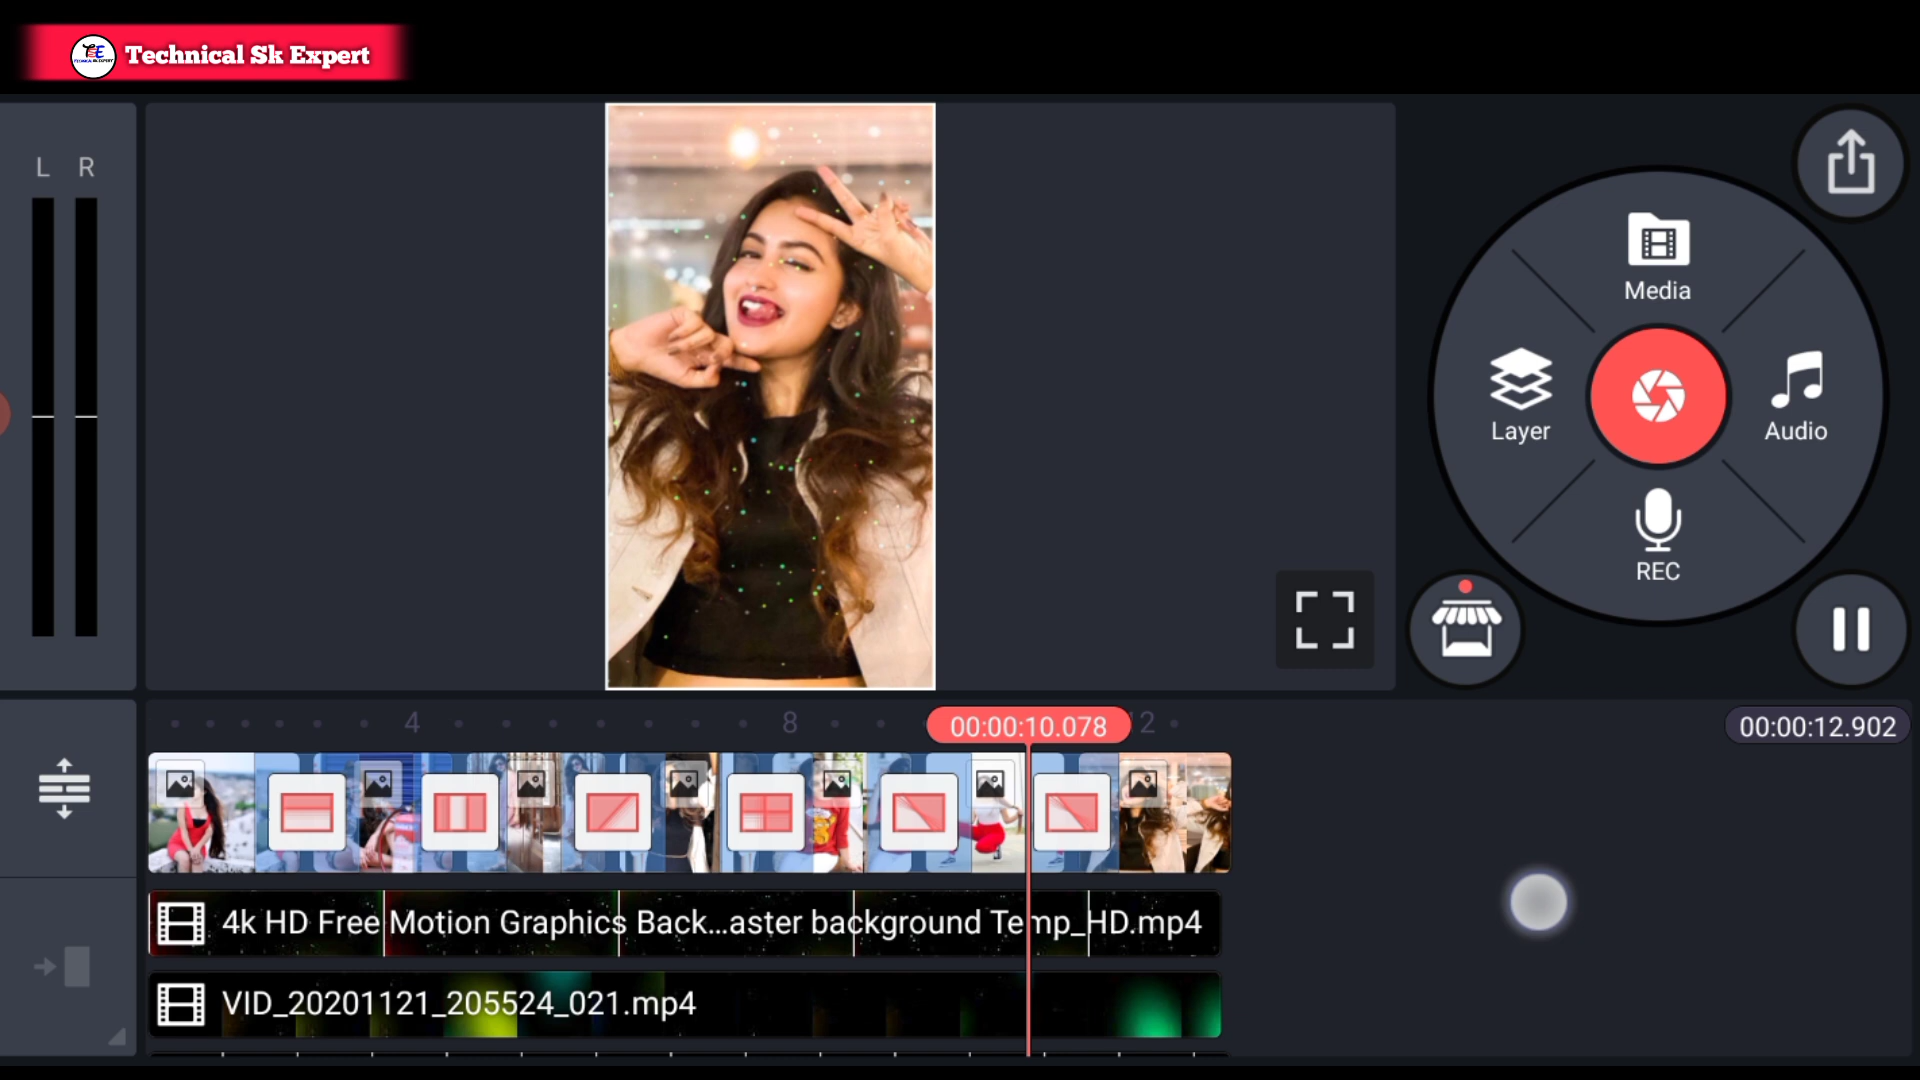 Technical Sk Expert
L R
Media
Layer
Audio
REC
4
8
2
00:00:10.078
00:00:12.902
4k HD Free Motion Graphics Back...aster background Temp_HD.mp4
VID_20201121_205524_021.mp4